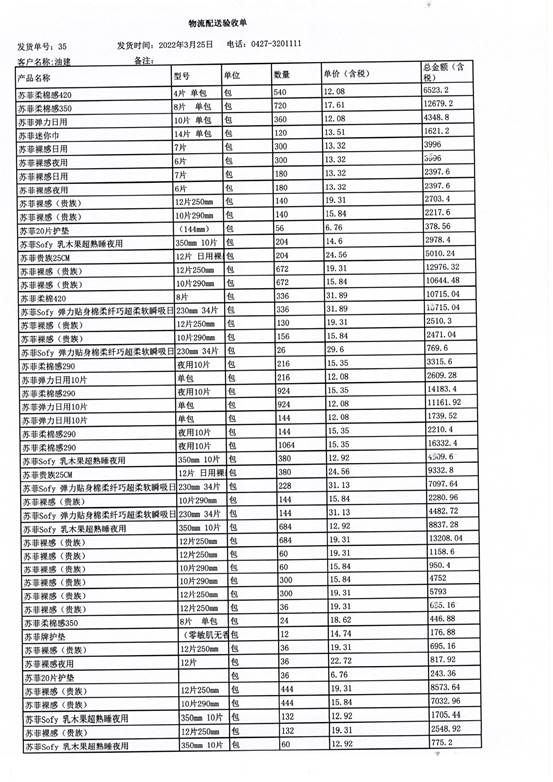 物流配送验收单
发货单号：35 发货时间：2022年3月25日 电话：0427-3201111
客户名称:油建 备注:
产品名称 型号 单位 数量 单价（含税） 总金额（含税）
苏菲柔棉感420 4片 单包 包 540 12.08 6523.2
苏菲柔棉感350 8片 单包 包 720 17.61 12679.2
苏菲弹力日用 10片 单包 包 360 12.08 4348.8
苏菲迷你巾 14片 单包 包 120 13.51 1621.2
苏菲裸感日用 7片 包 300 13.32 3996
苏菲裸感夜用 6片 包 300 13.32 3996
苏菲裸感日用 7片 包 180 13.32 2397.6
苏菲裸感夜用 6片 包 180 13.32 2397.6
苏菲裸感（贵族） 12片250mm 包 140 19.31 2703.4
苏菲裸感（贵族） 10片290mm 包 140 15.84 2217.6
苏菲20片护垫 （144mm） 包 56 6.76 378.56
苏菲Sofy 乳木果超熟睡夜用 350mm 10片 包 204 14.6 2978.4
苏菲贵族25CM 12片 日用裸 包 204 24.56 5010.24
苏菲裸感（贵族） 12片250mm 包 672 19.31 12976.32
苏菲裸感（贵族） 10片290mm 包 672 15.84 10644.48
苏菲柔棉420 8片 包 336 31.89 10715.04
苏菲Sofy 弹力贴身棉柔纤巧超柔软瞬吸日 230mm 34片 包 336 31.89 10715.04
苏菲裸感（贵族） 12片250mm 包 130 19.31 2510.3
苏菲裸感（贵族） 10片290mm 包 156 15.84 2471.04
苏菲Sofy 弹力贴身棉柔纤巧超柔软瞬吸日 230mm 34片 包 26 29.6 769.6
苏菲柔棉感290 夜用10片 包 216 15.35 3315.6
苏菲弹力日用10片 单包 包 216 12.08 2609.28
苏菲柔棉感290 夜用10片 包 924 15.35 14183.4
苏菲弹力日用10片 单包 包 924 12.08 11161.92
苏菲弹力日用10片 单包 包 144 12.08 1739.52
苏菲柔棉感290 夜用10片 包 144 15.35 2210.4
苏菲柔棉感290 夜用10片 包 1064 15.35 16332.4
苏菲Sofy 乳木果超熟睡夜用 350mm 10片 包 380 12.92 4909.6
苏菲贵族25CM 12片 日用裸 包 380 24.56 9332.8
苏菲Sofy 弹力贴身棉柔纤巧超柔软瞬吸日 230mm 34片 包 228 31.13 7097.64
苏菲裸感（贵族） 10片290mm 包 144 15.84 2280.96
苏菲Sofy 弹力贴身棉柔纤巧超柔软瞬吸日 230mm 34片 包 144 31.13 4482.72
苏菲Sofy 乳木果超熟睡夜用 350mm 10片 包 684 12.92 8837.28
苏菲裸感（贵族） 12片250mm 包 684 19.31 13208.04
苏菲裸感（贵族） 12片250mm 包 60 19.31 1158.6
苏菲裸感（贵族） 10片290mm 包 60 15.84 950.4
苏菲裸感（贵族） 10片290mm 包 300 15.84 4752
苏菲裸感（贵族） 12片250mm 包 300 19.31 5793
苏菲裸感（贵族） 12片250mm 包 36 19.31 695.16
苏菲柔棉感350 8片 单包 包 24 18.62 446.88
苏菲牌护垫 （零敏肌无香 包 12 14.74 176.88
苏菲裸感（贵族） 12片250mm 包 36 19.31 695.16
苏菲裸感夜用 12片 包 36 22.72 817.92
苏菲20片护垫 包 36 6.76 243.36
苏菲裸感（贵族） 12片250mm 包 444 19.31 8573.64
苏菲裸感（贵族） 10片290mm 包 444 15.84 7032.96
苏菲Sofy 乳木果超熟睡夜用 350mm 10片 包 132 12.92 1705.44
苏菲裸感（贵族） 12片250mm 包 132 19.31 2548.92
苏菲Sofy 乳木果超熟睡夜用 350mm 10片 包 60 12.92 775.2